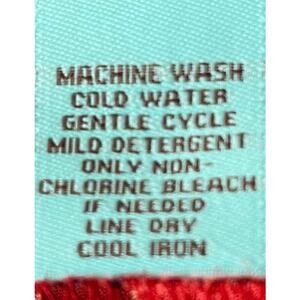 MACHINE WASH
COLD WATER
GENTLE CYCLE
MILD DETERGENT
ONLY NON-
CHLORINE BLEACH
IF NEEDED
LINE DRY
COOL IRON